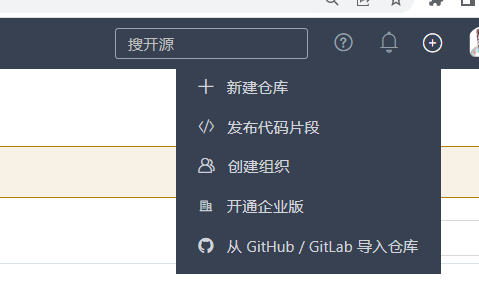 搜开源
新建仓库
发布代码片段
创建组织
开通企业版
从 GitHub / GitLab 导入仓库